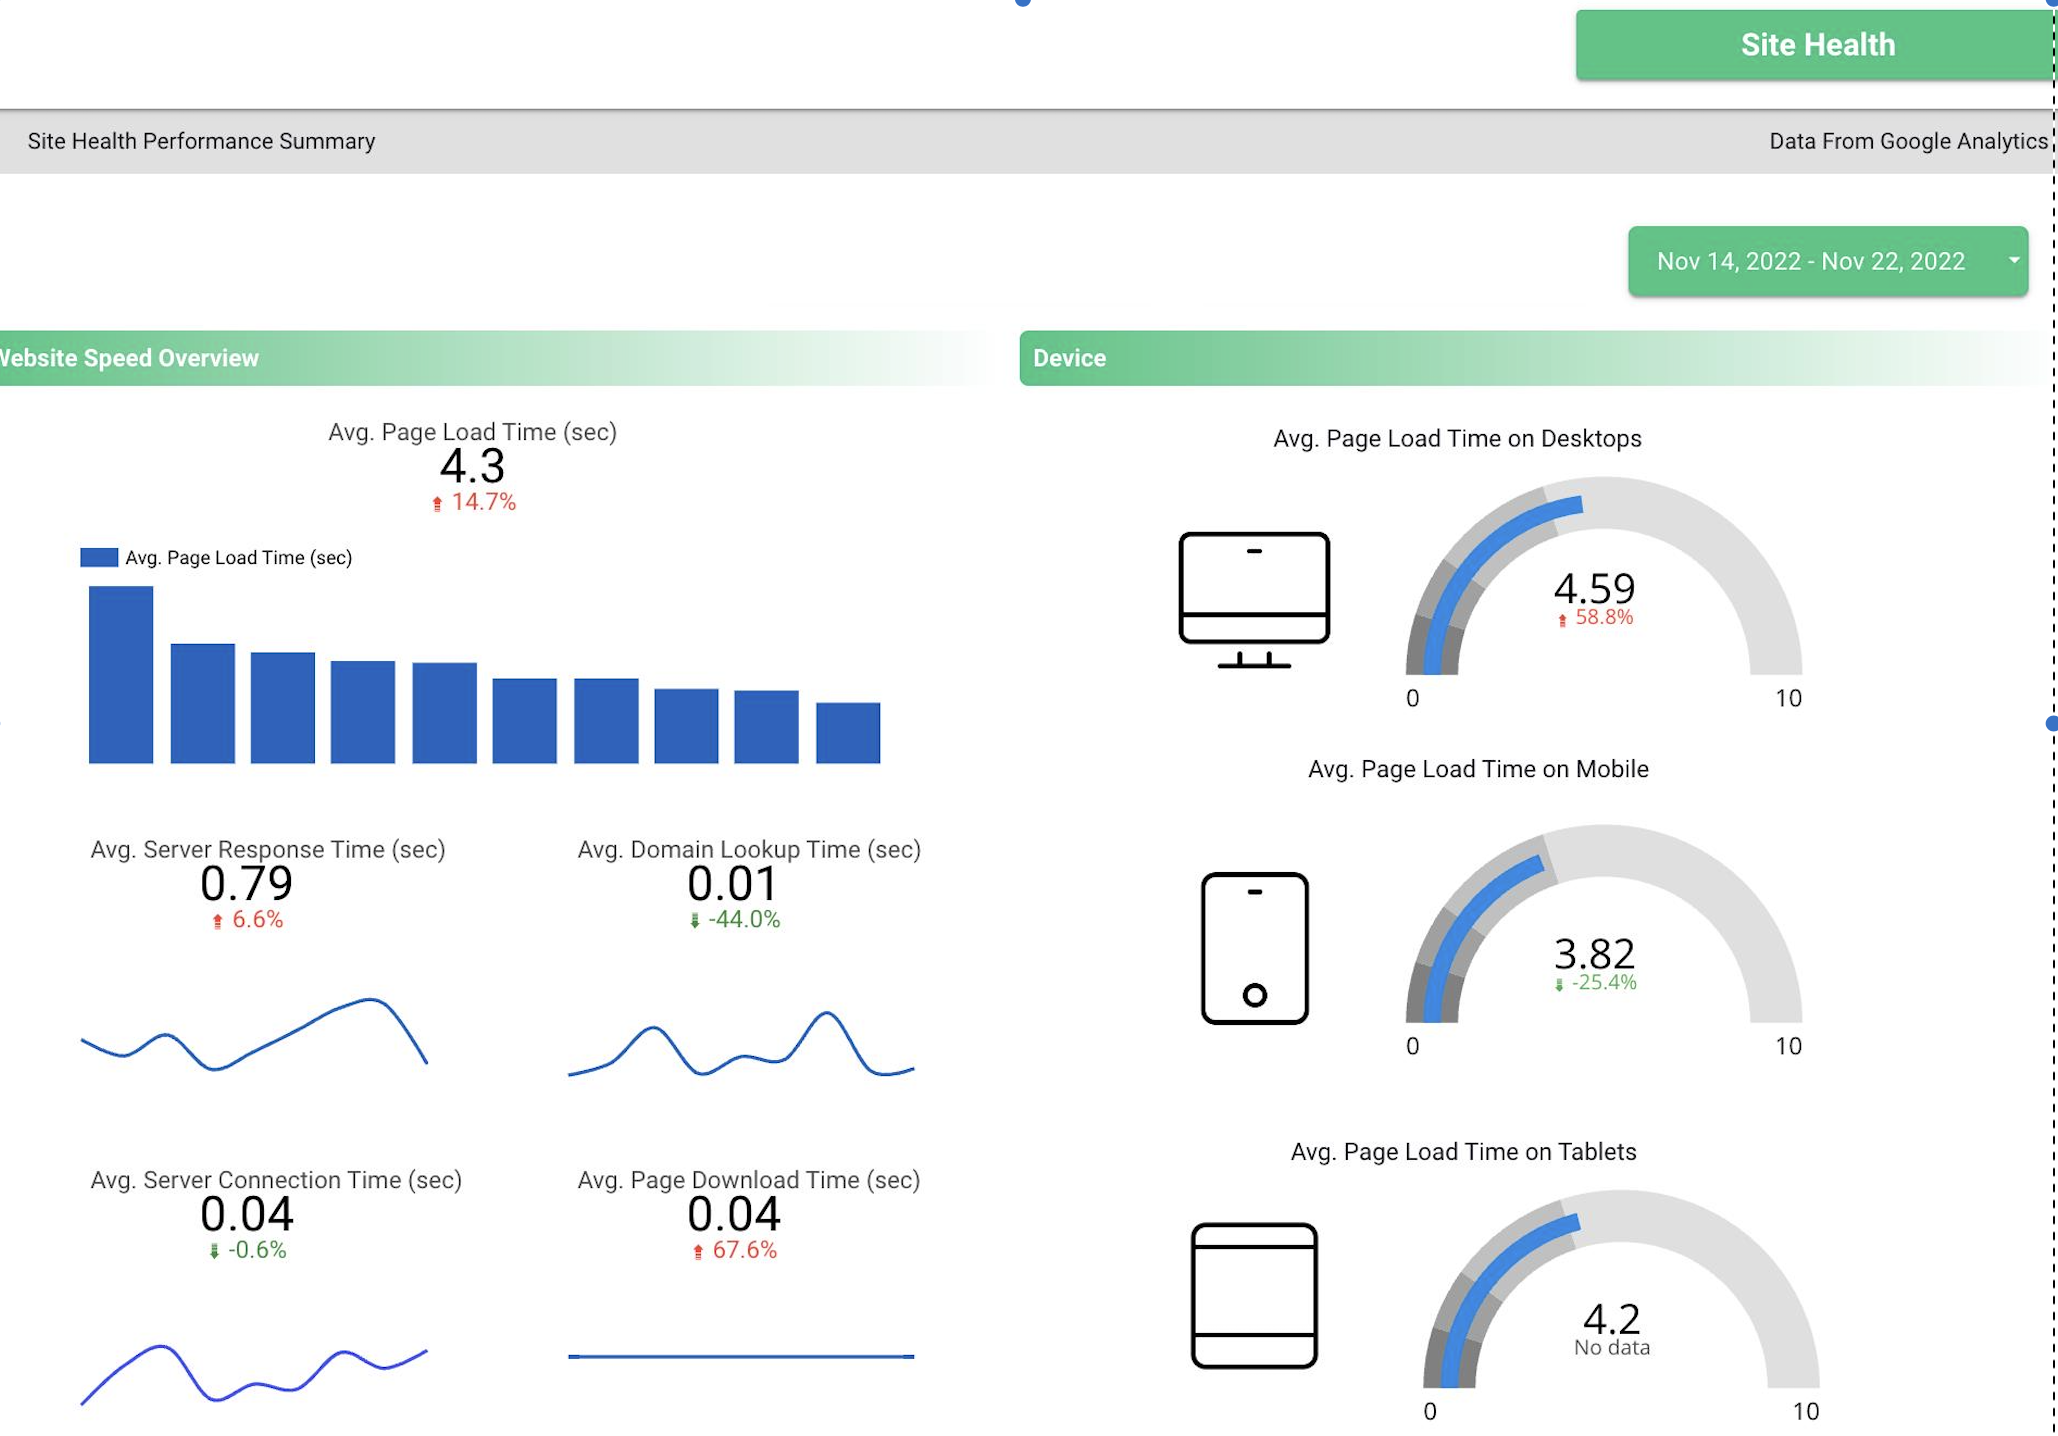 Site Health
Site Health Performance Summary
Data From Google Analytics
Nov 14, 2022 - Nov 22, 2022
Website Speed Overview
Avg. Page Load Time (sec)
4.3
14.7%
Avg. Page Load Time (sec)
Avg. Server Response Time (sec)
0.79
6.6%
Avg. Domain Lookup Time (sec)
0.01
-44.0%
Avg. Server Connection Time (sec)
0.04
-0.6%
Avg. Page Download Time (sec)
0.04
67.6%
Device
Avg. Page Load Time on Desktops
4.59
58.8%
0
10
Avg. Page Load Time on Mobile
3.82
-25.4%
0
10
Avg. Page Load Time on Tablets
4.2
No data
0
10